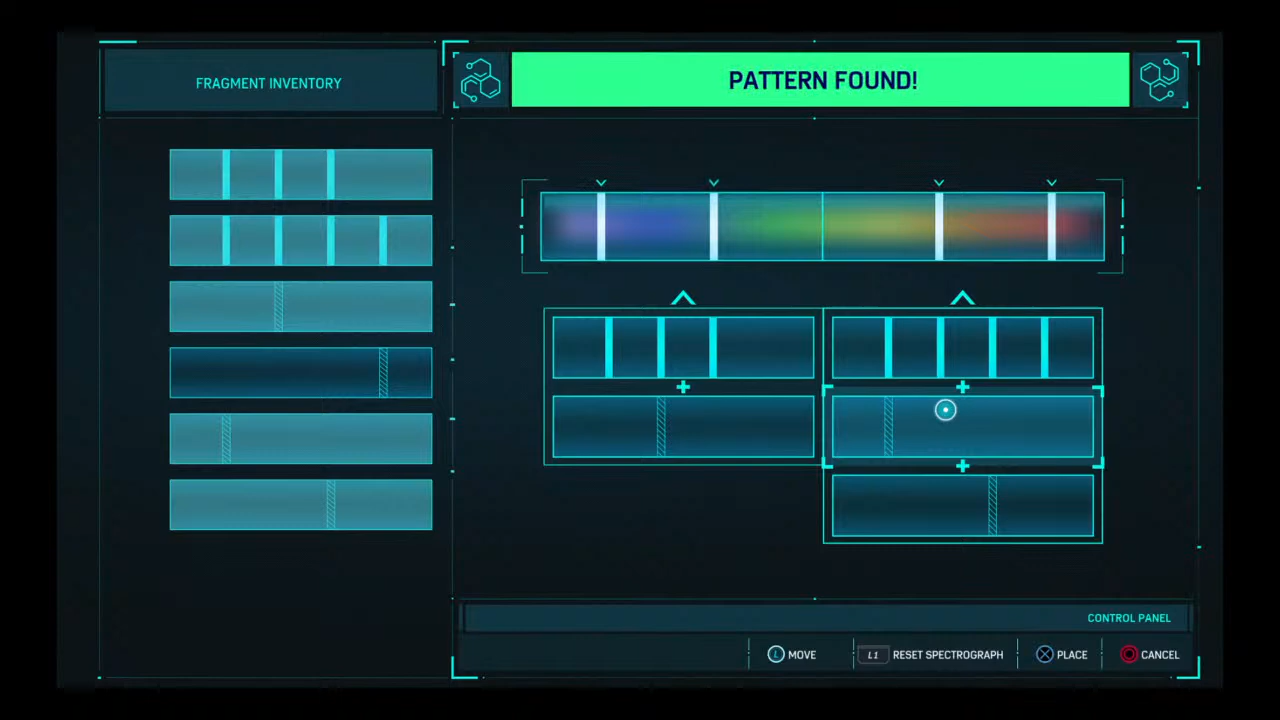 FRAGMENT INVENTORY
PATTERN FOUND!
CONTROL PANEL
L MOVE
L1 RESET SPECTROGRAPH
PLACE
CANCEL